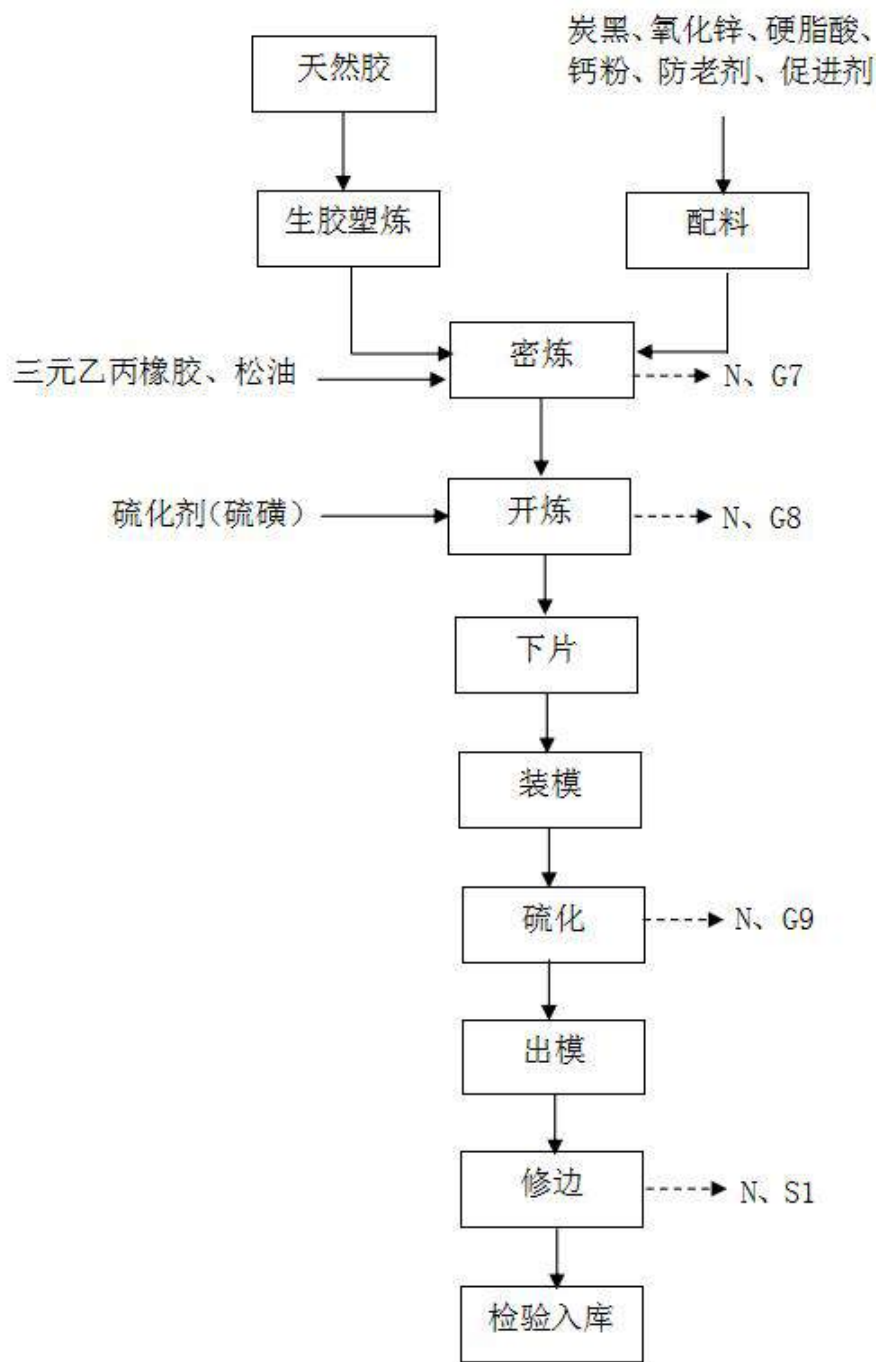 炭黑、氧化锌、硬脂酸、
钙粉、防老剂、促进剂
天然胶
生胶塑炼
配料
密炼
三元乙丙橡胶、松油
N、G7
硫化剂(硫磺)
开炼
N、G8
下片
装模
硫化
N、G9
出模
修边
N、S1
检验入库